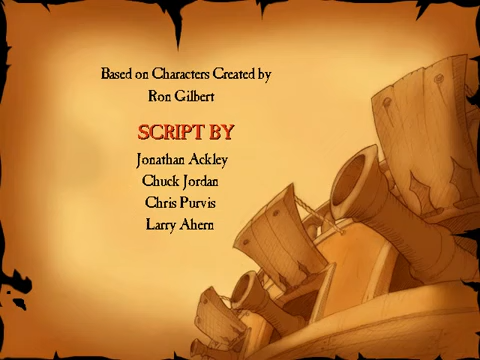 Based on Characters Created by
Ron Gilbert
SCRIPT BY
Jonathan Ackley
Chuck Jordan
Chris Purvis
Larry Ahern